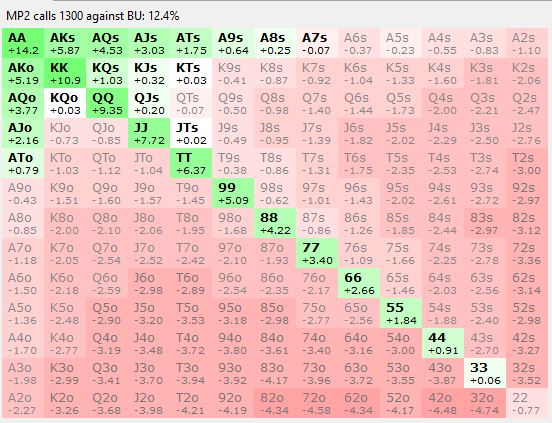 MP2 calls 1300 against BU: 12.4%
AA AKs AQs AJs ATs A9s A8s A7s A6s A5s A4s A3s A2s
+14.2 +5.87 +4.53 +3.03 +1.75 +0.64 +0.25 -0.07 -0.37 -0.23 -0.55 -0.83 -1.10
AKo KK KQs KJs KTs K9s K8s K7s K6s K5s K4s K3s K2s
+5.19 +10.9 +1.03 +0.32 +0.03 -0.41 -0.87 -0.92 -1.04 -1.33 -1.60 -1.81 -2.06
AQo KQo QQ QJs QTs Q9s Q8s Q7s Q6s Q5s Q4s Q3s Q2s
+3.77 +0.03 +9.35 +0.20 -0.07 -0.50 -0.98 -1.40 -1.44 -1.73 -2.00 -2.21 -2.47
AJo KJo QJo JJ JTs J9s J8s J7s J6s J5s J4s J3s J2s
+2.16 -0.73 -0.85 +7.72 +0.02 -0.49 -0.95 -1.39 -1.82 -2.02 -2.29 -2.50 -2.76
ATo KTo QTo JTo TT T9s T8s T7s T6s T5s T4s T3s T2s
+0.79 -1.03 -1.12 -1.04 +6.37 -0.38 -0.86 -1.31 -1.75 -2.35 -2.53 -2.74 -3.00
A9o K9o Q9o J9o T9o 99 98s 97s 96s 95s 94s 93s 92s
-0.43 -1.51 -1.60 -1.57 -1.45 +5.09 -0.62 -1.01 -1.43 -2.02 -2.61 -2.72 -2.97
A8o K8o Q8o J8o T8o 98o 88 87s 86s 85s 84s 83s 82s
-0.85 -2.00 -2.10 -2.06 -1.95 -1.68 +4.22 -0.86 -1.26 -1.85 -2.44 -2.97 -3.12
A7o K7o Q7o J7o T7o 97o 87o 77 76s 75s 74s 73s 72s
-1.18 -2.05 -2.54 -2.52 -2.42 -2.10 -1.93 +3.40 -1.09 -1.66 -2.23 -2.78 -3.36
A6o K6o Q6o J6o T6o 96o 86o 76o 66 65s 64s 63s 62s
-1.50 -2.18 -2.59 -2.98 -2.89 -2.54 -2.35 -2.17 +2.66 -1.46 -2.03 -2.56 -3.14
A5o K5o Q5o J5o T5o 95o 85o 75o 65o 55 54s 53s 52s
-1.36 -2.48 -2.90 -3.20 -3.53 -3.18 -2.98 -2.77 -2.56 +1.84 -1.88 -2.40 -2.98
A4o K4o Q4o J4o T4o 94o 84o 74o 64o 54o 44 43s 42s
-1.70 -2.77 -3.19 -3.48 -3.72 -3.80 -3.61 -3.40 -3.16 -3.00 +0.91 -2.70 -3.27
A3o K3o Q3o J3o T3o 93o 83o 73o 63o 53o 43o 33 32s
-1.98 -2.99 -3.41 -3.70 -3.94 -3.92 -4.17 -3.96 -3.72 -3.55 -3.87 +0.06 -3.52
A2o K2o Q2o J2o T2o 92o 82o 72o 62o 52o 42o 32o 22
-2.27 -3.26 -3.68 -3.98 -4.21 -4.19 -4.34 -4.58 -4.34 -4.17 -4.48 -4.74 -0.77